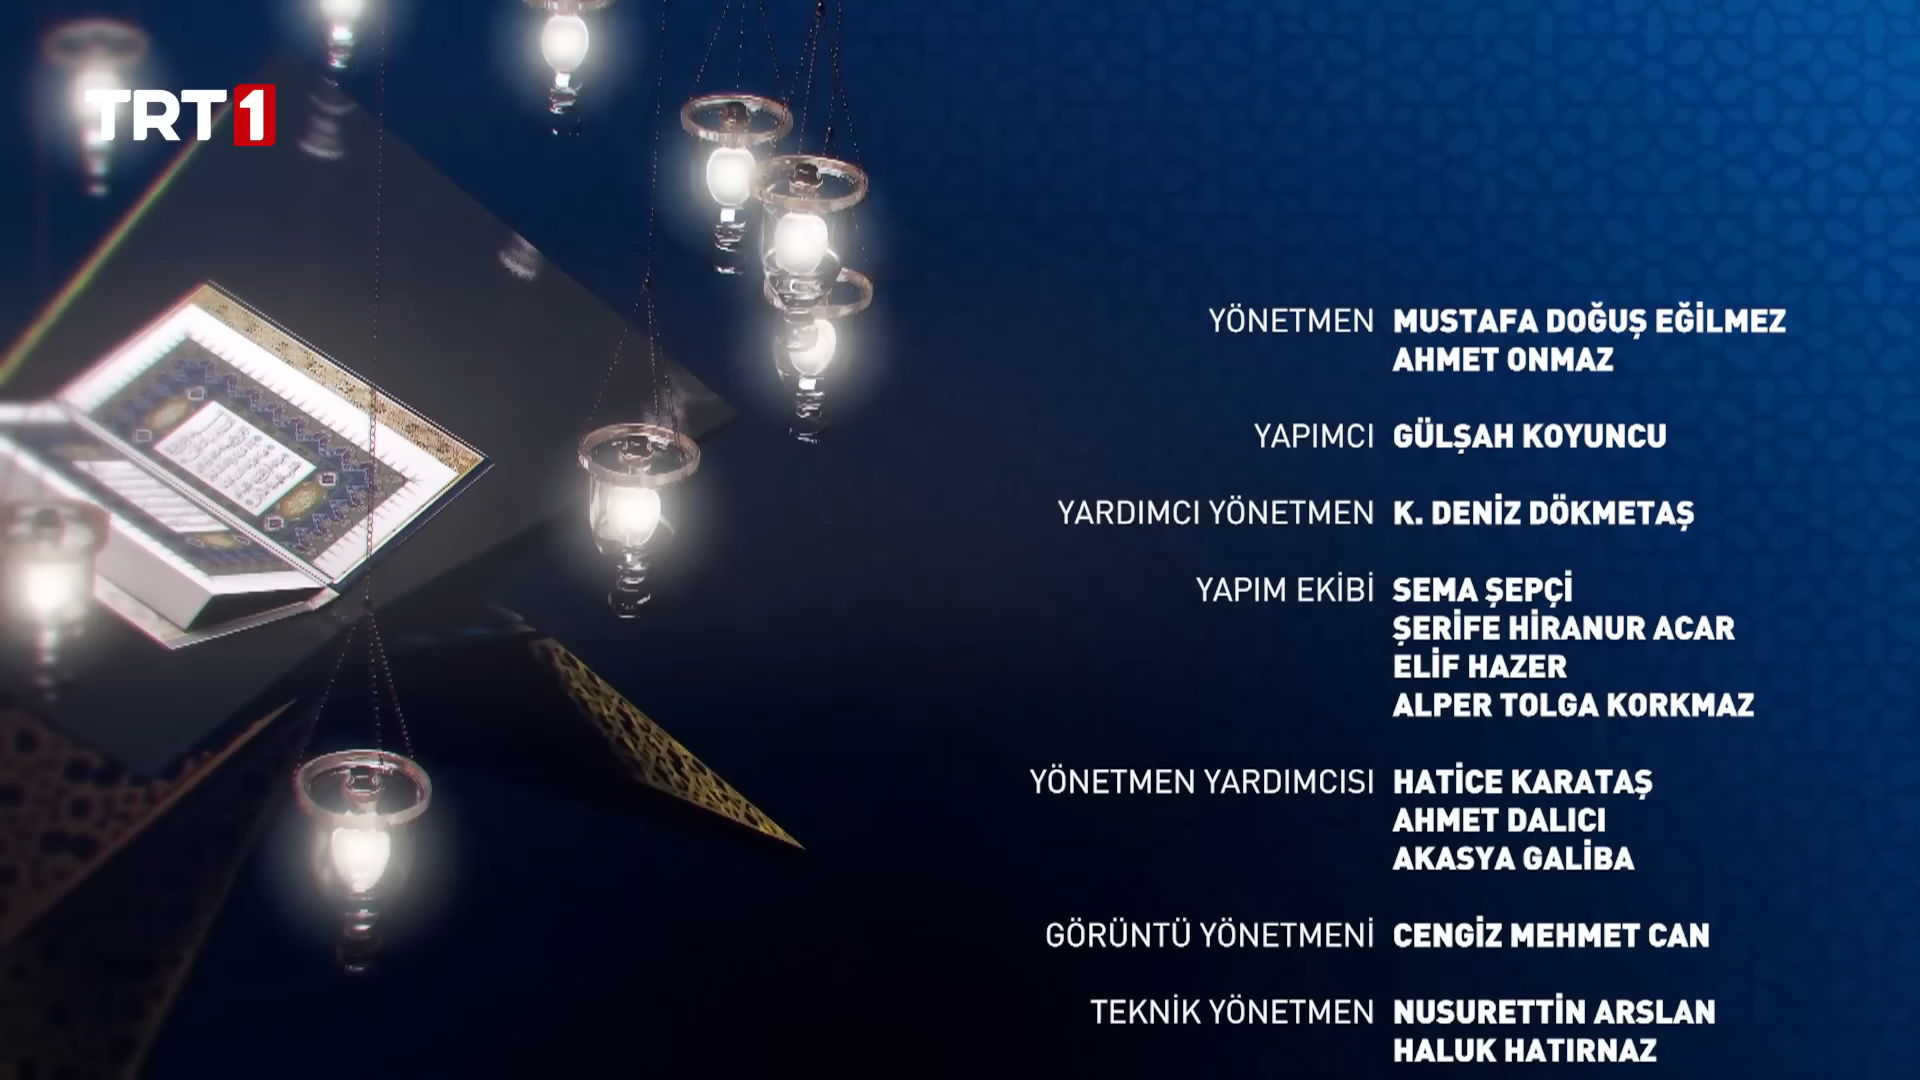 TRT 1
YÖNETMEN MUSTAFA DOĞUŞ EĞİLMEZ
AHMET ONMAZ
YAPIMCI GÜLŞAH KOYUNCU
YARDIMCI YÖNETMEN K. DENİZ DÖKMETAŞ
YAPIM EKİBİ SEMA ŞEPÇİ
ŞERİFE HİRANUR ACAR
ELİF HAZER
ALPER TOLGA KORKMAZ
YÖNETMEN YARDIMCISI HATİCE KARATAŞ
AHMET DALICI
AKASYA GALİBA
GÖRÜNTÜ YÖNETMENİ CENGİZ MEHMET CAN
TEKNİK YÖNETMEN NUSURETTİN ARSLAN
HALUK HATIRNAZ